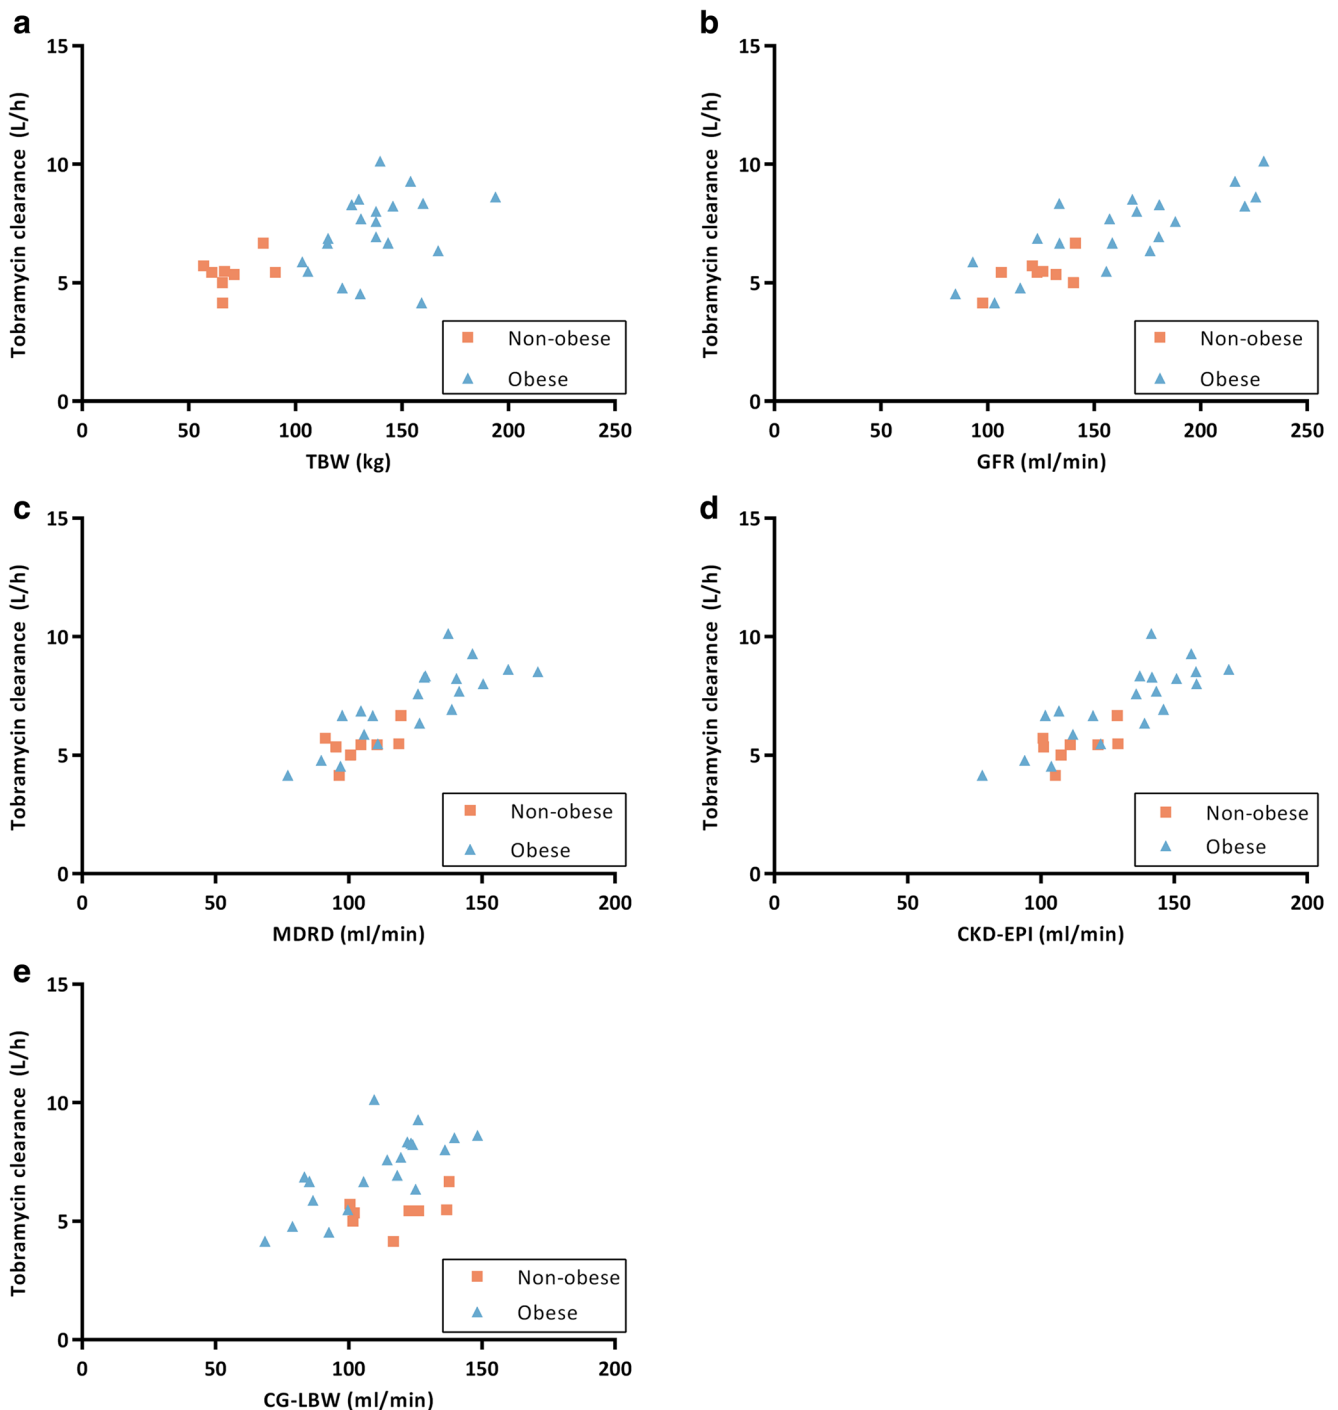 a
15
10
5
0
Tobramycin clearance (L/h)
Non-obese
Obese
0 50 100 150 200 250
TBW (kg)
b
15
10
5
0
Tobramycin clearance (L/h)
Non-obese
Obese
0 50 100 150 200 250
GFR (ml/min)
c
15
10
5
0
Tobramycin clearance (L/h)
Non-obese
Obese
0 50 100 150 200
MDRD (ml/min)
d
15
10
5
0
Tobramycin clearance (L/h)
Non-obese
Obese
0 50 100 150 200
CKD-EPI (ml/min)
e
15
10
5
0
Tobramycin clearance (L/h)
Non-obese
Obese
0 50 100 150 200
CG-LBW (ml/min)